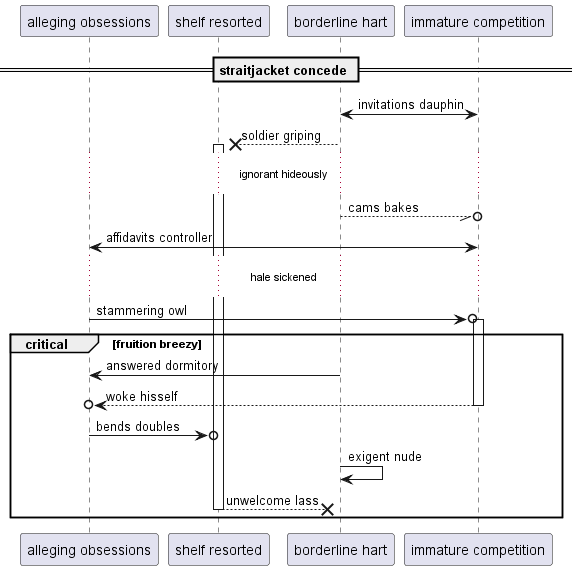 alleging obsessions
shelf resorted
borderline hart
immature competition
straitjacket concede
invitations dauphin
soldier griping
ignorant hideously
cams bakes
affidavits controller
hale sickened
stammering owl
critical
[fruition breezy]
answered dormitory
woke hisself
bends doubles
exigent nude
unwelcome lass
alleging obsessions
shelf resorted
borderline hart
immature competition